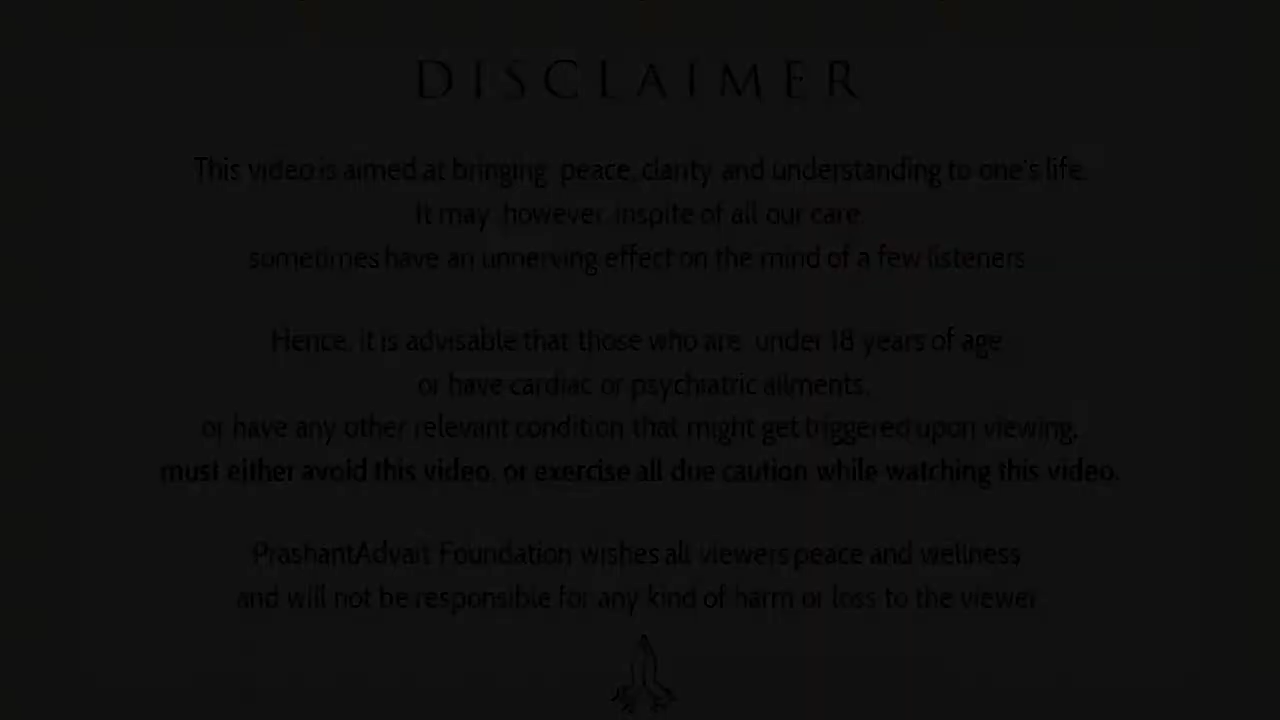 DISCLAIMER
This video is aimed at bringing peace, clarity and understanding to one's life.
It may, however, inspite of all our care,
sometimes have an unnerving effect on the mind of a few listeners.
Hence, it is advisable that those who are under 18 years of age
or have cardiac or psychiatric ailments,
or have any other relevant condition that might get triggered upon viewing,
must either avoid this video, or exercise all due caution while watching this video.
PrashantAdvait Foundation wishes all viewers peace and wellness
and will not be responsible for any kind of harm or loss to the viewer.